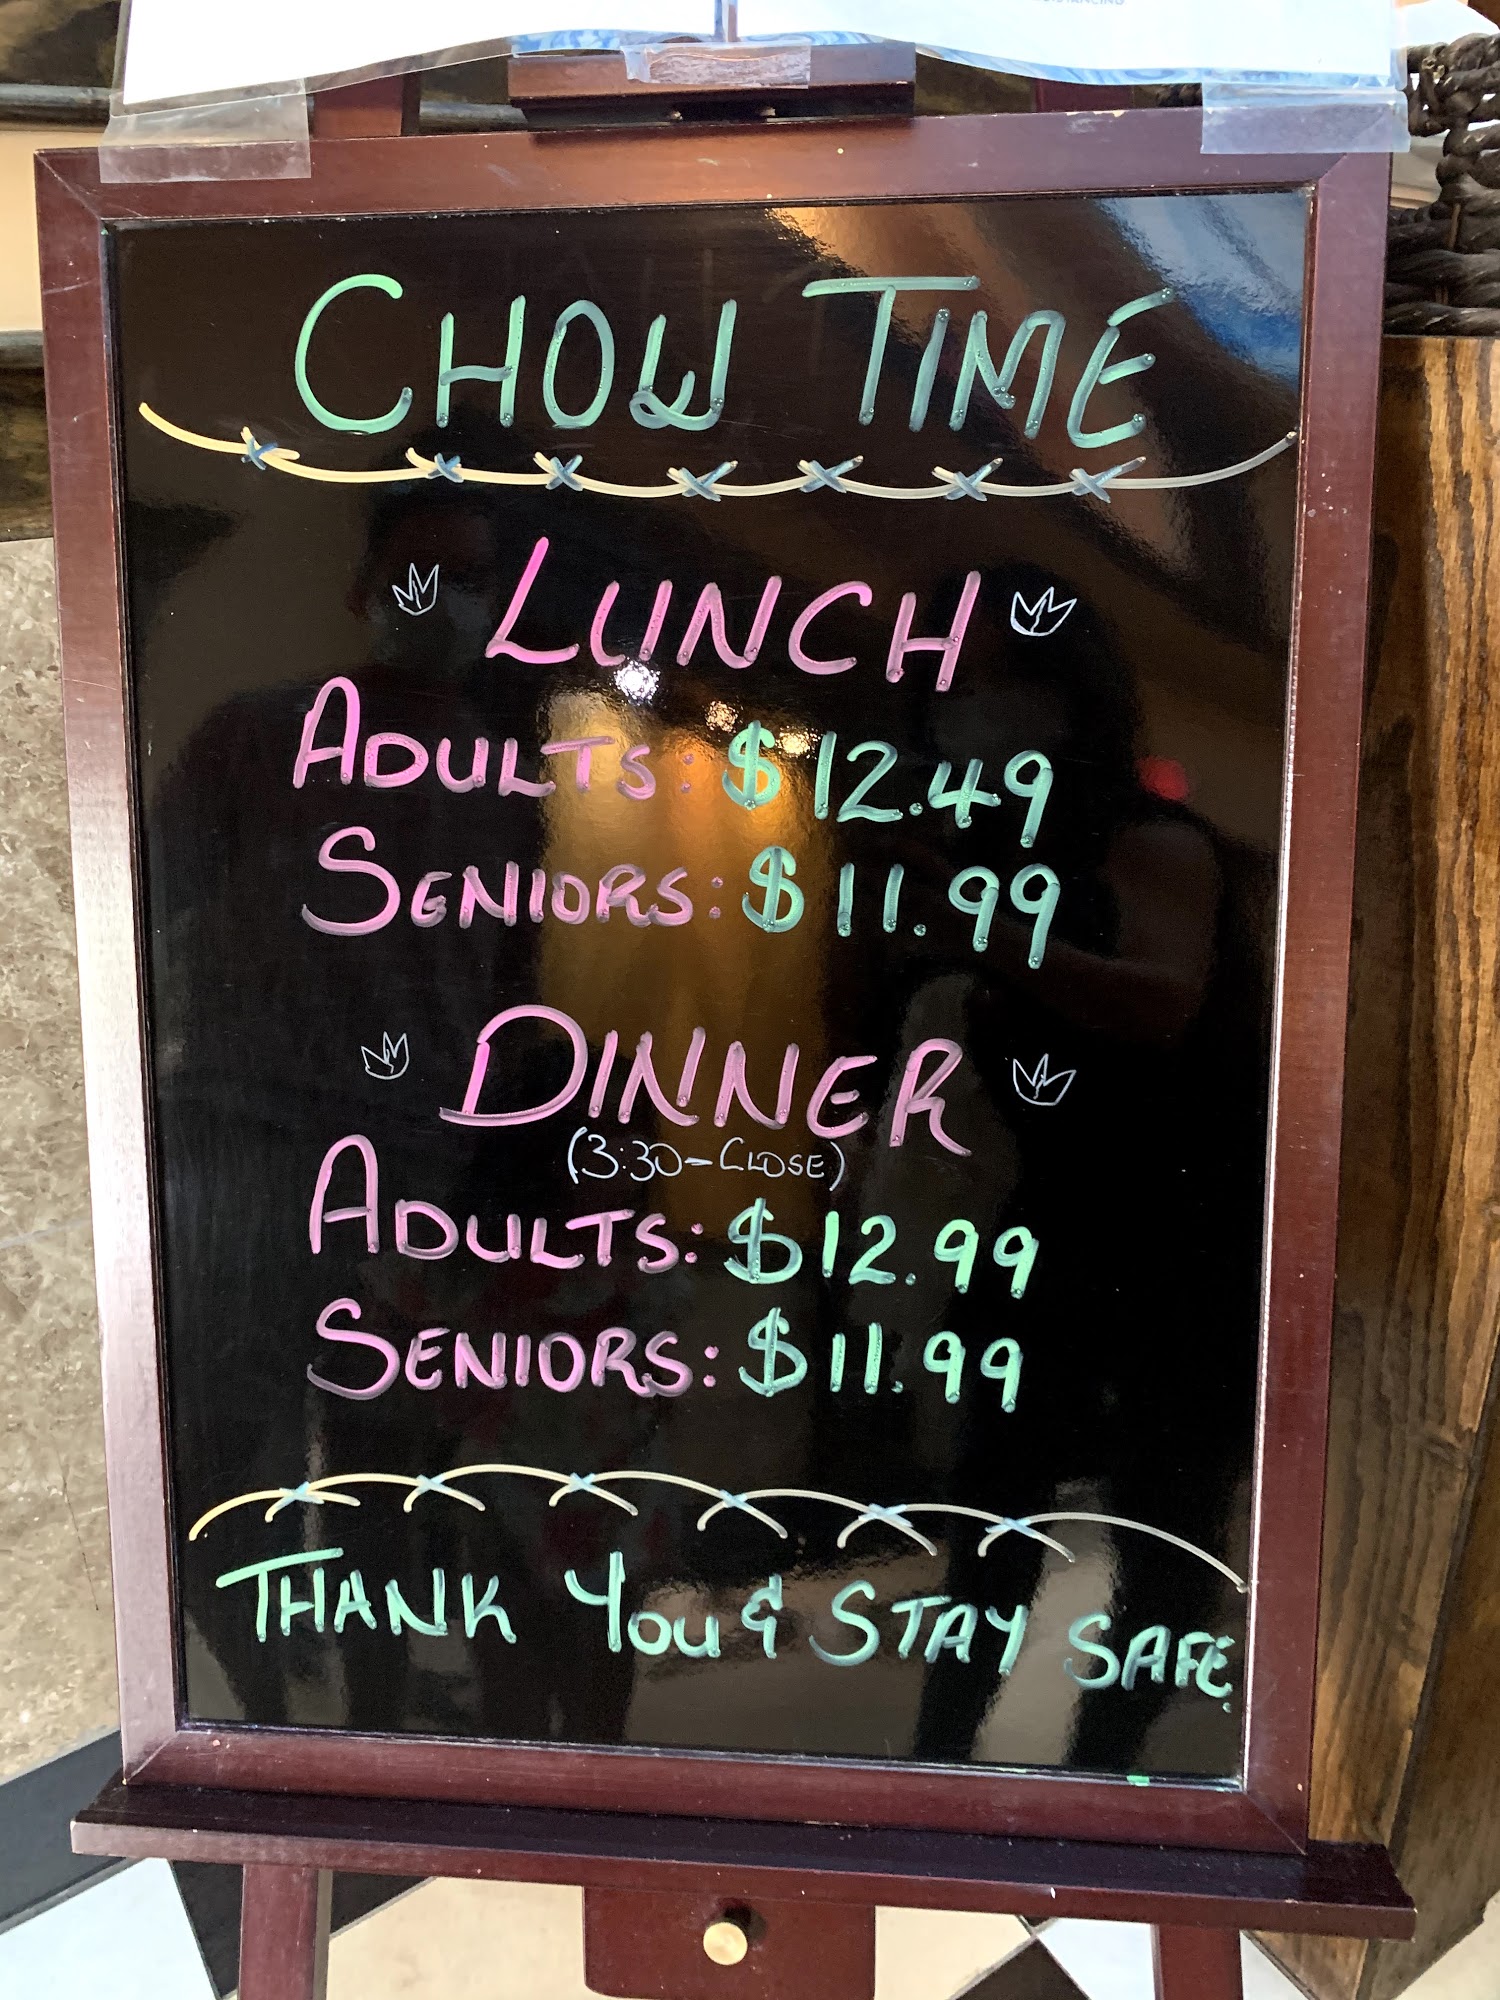 CHOW TIME
LUNCH
ADULTS: $12.49
SENIORS: $11.99
DINNER
(3:30-CLOSE)
ADULTS: $12.99
SENIORS: $11.99
THANK YOU & STAY SAFE.